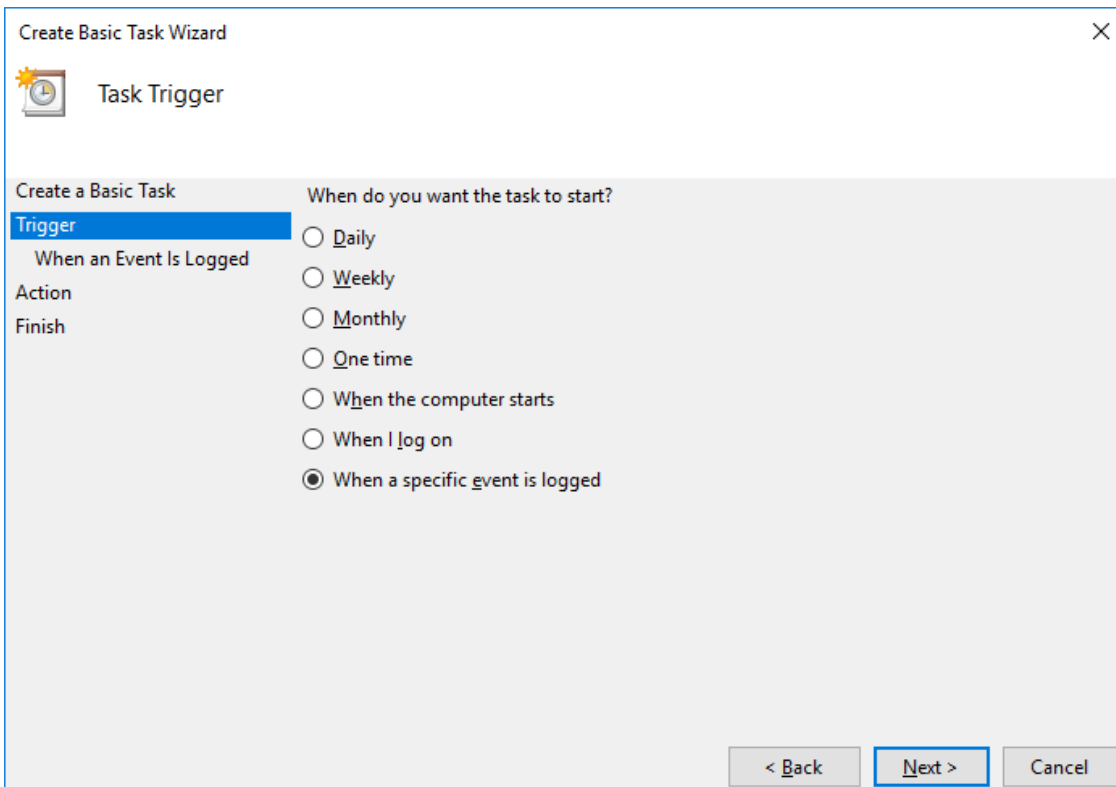 Create Basic Task Wizard
Task Trigger
Create a Basic Task
Trigger
When an Event Is Logged
Action
Finish
When do you want the task to start?
Daily
Weekly
Monthly
One time
When the computer starts
When I log on
When a specific event is logged
< Back
Next >
Cancel